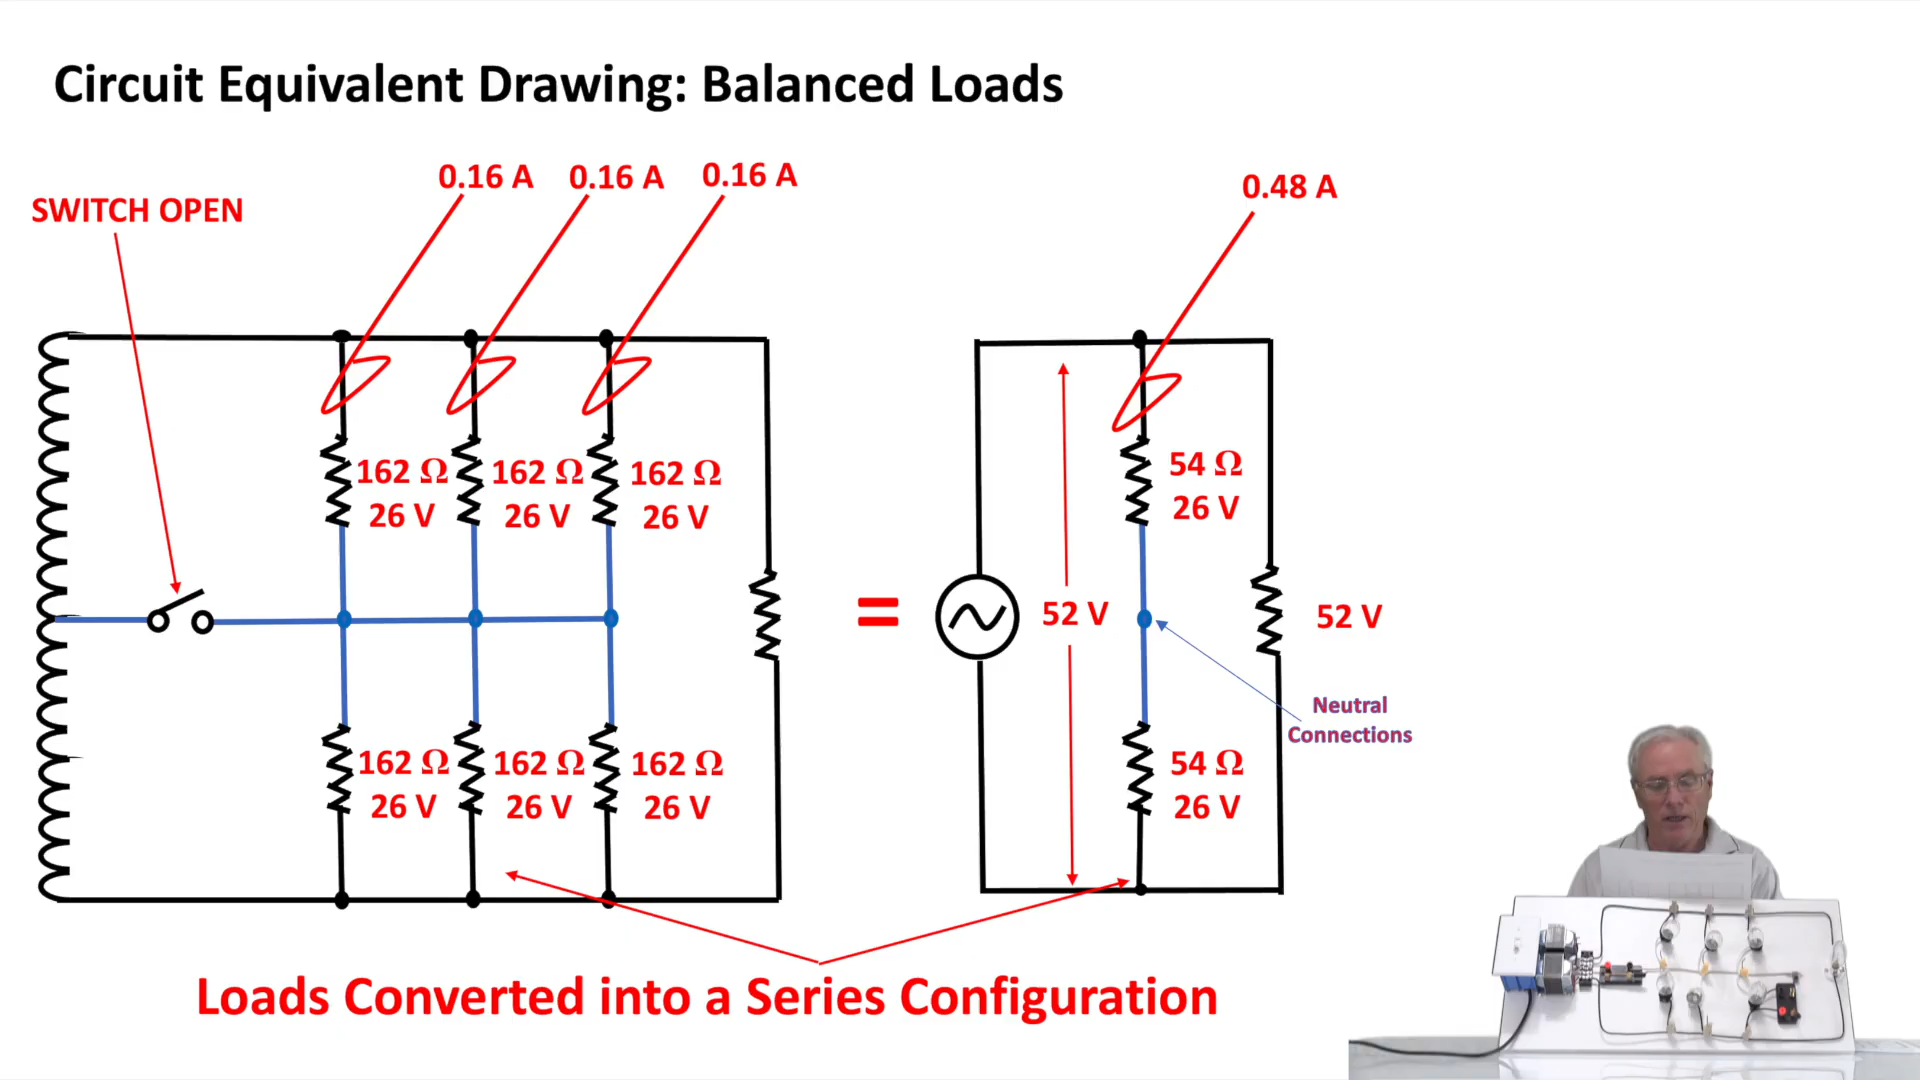 Circuit Equivalent Drawing: Balanced Loads
0.16 A
0.16 A
0.16 A
0.48 A
SWITCH OPEN
162 Ω
26 V
162 Ω
26 V
162 Ω
26 V
54 Ω
26 V
=
52 V
52 V
Neutral
Connections
162 Ω
26 V
162 Ω
26 V
162 Ω
26 V
54 Ω
26 V
Loads Converted into a Series Configuration